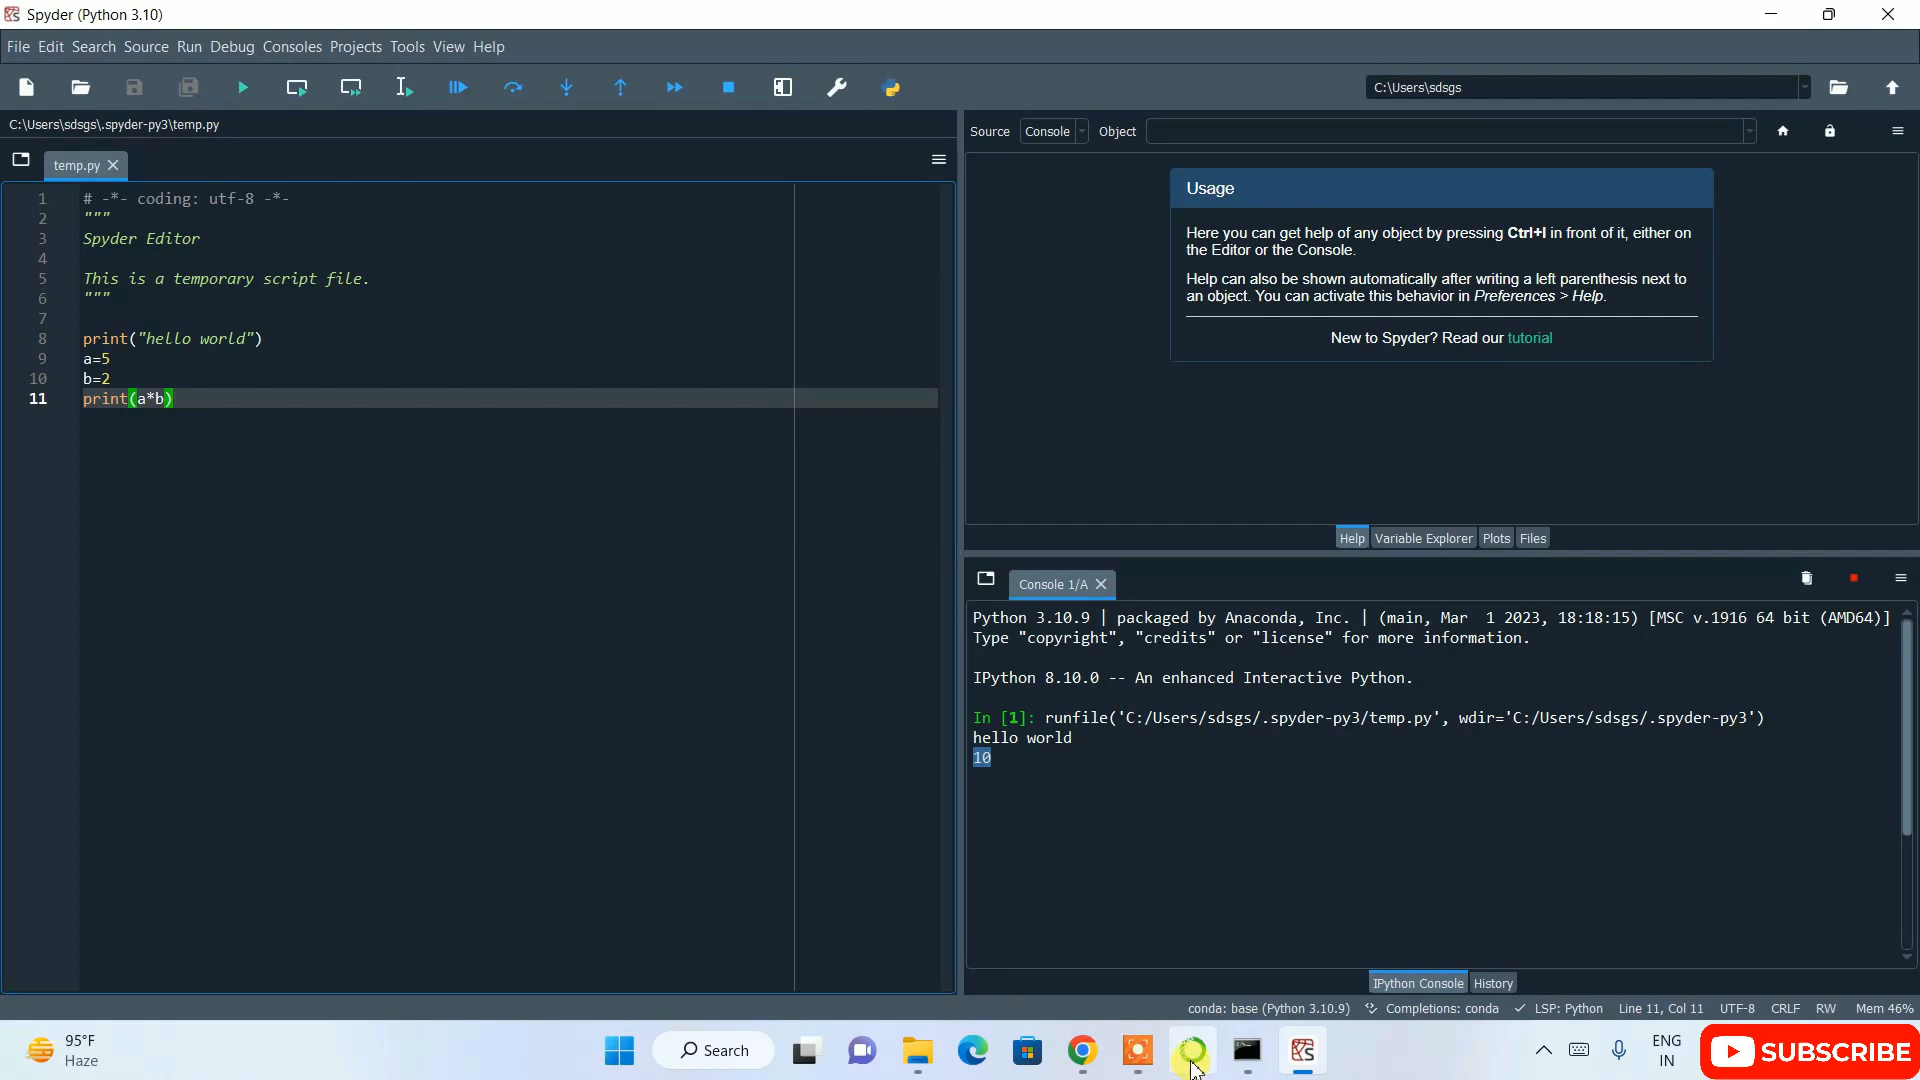 Spyder (Python 3.10)
File Edit Search Source Run Debug Consoles Projects Tools View Help
C:\Users\sdsgs
C:\Users\sdsgs\.spyder-py3\temp.py
temp.py
1 # -*- coding: utf-8 -*-
2 """
3 Spyder Editor
4
5 This is a temporary script file.
6 """
7
8 print("hello world")
9 a=5
10 b=2
11 print(a*b)
Source Console Object
Usage
Here you can get help of any object by pressing Ctrl+I in front of it, either on
the Editor or the Console.
Help can also be shown automatically after writing a left parenthesis next to
an object. You can activate this behavior in Preferences > Help.
New to Spyder? Read our tutorial
Help Variable Explorer Plots Files
Console 1/A
Python 3.10.9 | packaged by Anaconda, Inc. | (main, Mar  1 2023, 18:18:15) [MSC v.1916 64 bit (AMD64)]
Type "copyright", "credits" or "license" for more information.
IPython 8.10.0 -- An enhanced Interactive Python.
In [1]: runfile('C:/Users/sdsgs/.spyder-py3/temp.py', wdir='C:/Users/sdsgs/.spyder-py3')
hello world
10
IPython Console History
conda: base (Python 3.10.9) Completions: conda LSP: Python Line 11, Col 11 UTF-8 CRLF RW Mem 46%
95°F
Haze
Search
ENG
IN
SUBSCRIBE